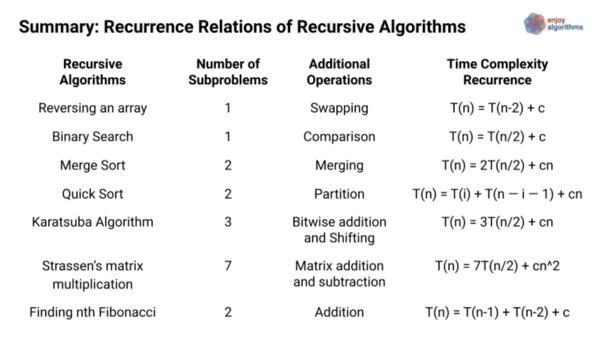 Summary: Recurrence Relations of Recursive Algorithms
enjoy
algorithms
Recursive
Algorithms
Number of
Subproblems
Additional
Operations
Time Complexity
Recurrence
Reversing an array 1 Swapping T(n) = T(n-2) + c
Binary Search 1 Comparison T(n) = T(n/2) + c
Merge Sort 2 Merging T(n) = 2T(n/2) + cn
Quick Sort 2 Partition T(n) = T(i) + T(n − i − 1) + cn
Karatsuba Algorithm 3 Bitwise addition
and Shifting
T(n) = 3T(n/2) + cn
Strassen's matrix
multiplication
7 Matrix addition
and subtraction
T(n) = 7T(n/2) + cn^2
Finding nth Fibonacci 2 Addition T(n) = T(n-1) + T(n-2) + c